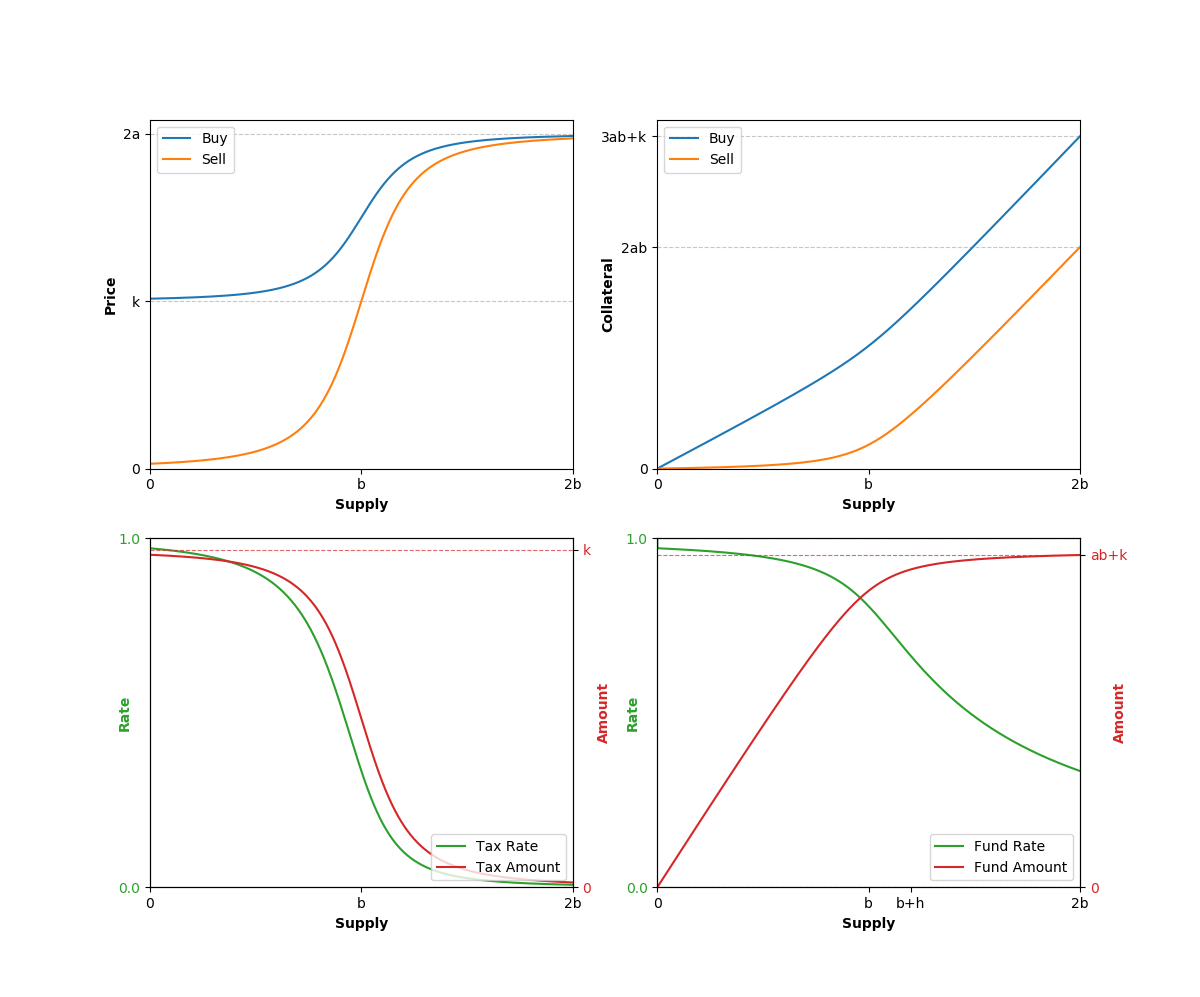 2a
Buy
Sell
k
0
Price
0 b 2b
Supply
3ab+k
Buy
Sell
2ab
0
Collateral
0 b 2b
Supply
1.0
k
Rate
Amount
Tax Rate
Tax Amount
0.0
0
0 b 2b
Supply
1.0
ab+k
Rate
Amount
Fund Rate
Fund Amount
0.0
0
0 b b+h 2b
Supply